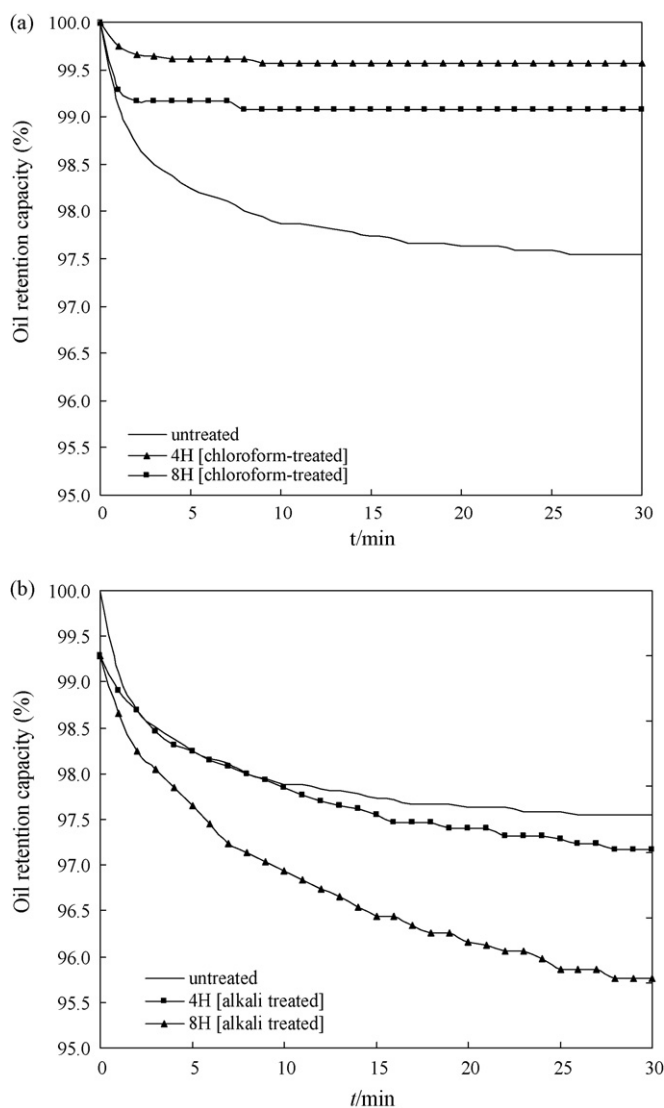 (a)
100.0
99.5
99.0
98.5
98.0
97.5
97.0
96.5
96.0
95.5
95.0
Oil retention capacity (%)
untreated
4H [chloroform-treated]
8H [chloroform-treated]
0 5 10 15 20 25 30
t/min
(b)
100.0
99.5
99.0
98.5
98.0
97.5
97.0
96.5
96.0
95.5
95.0
Oil retention capacity (%)
untreated
4H [alkali treated]
8H [alkali treated]
0 5 10 15 20 25 30
t/min